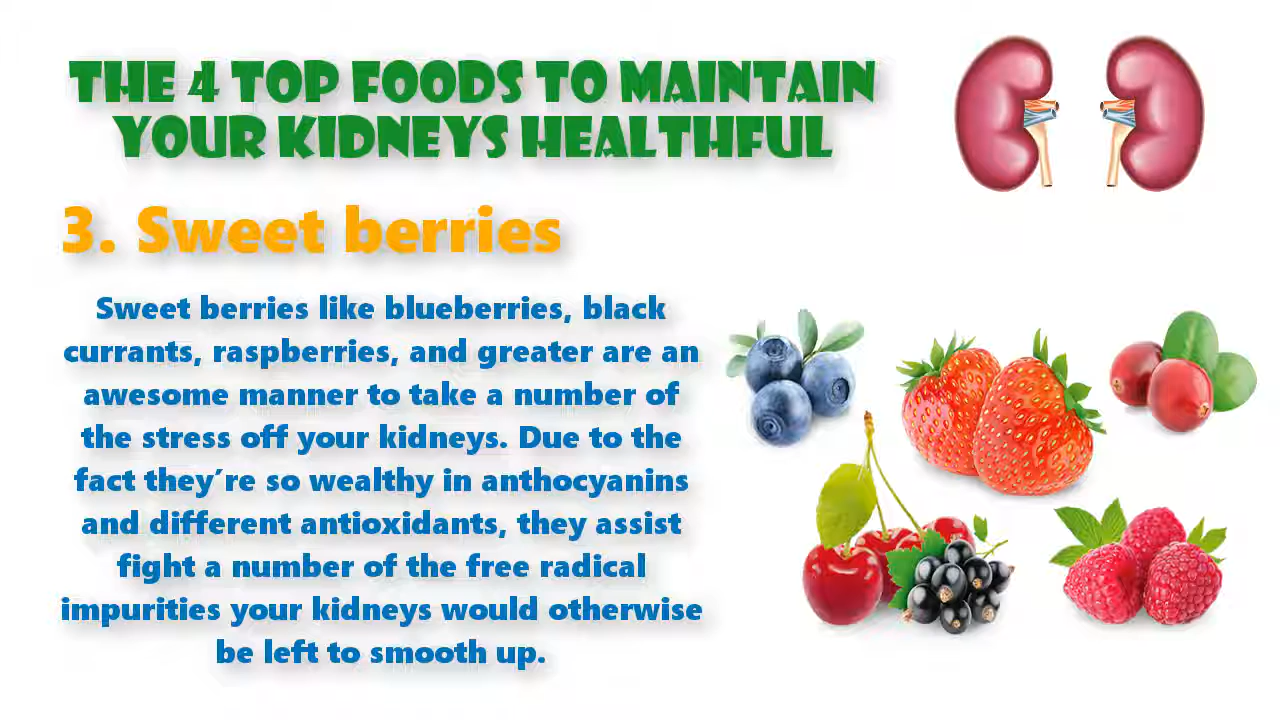 THE 4 TOP FOODS TO MAINTAIN
YOUR KIDNEYS HEALTHFUL
3. Sweet berries
Sweet berries like blueberries, black
currants, raspberries, and greater are an
awesome manner to take a number of
the stress off your kidneys. Due to the
fact they´re so wealthy in anthocyanins
and different antioxidants, they assist
fight a number of the free radical
impurities your kidneys would otherwise
be left to smooth up.